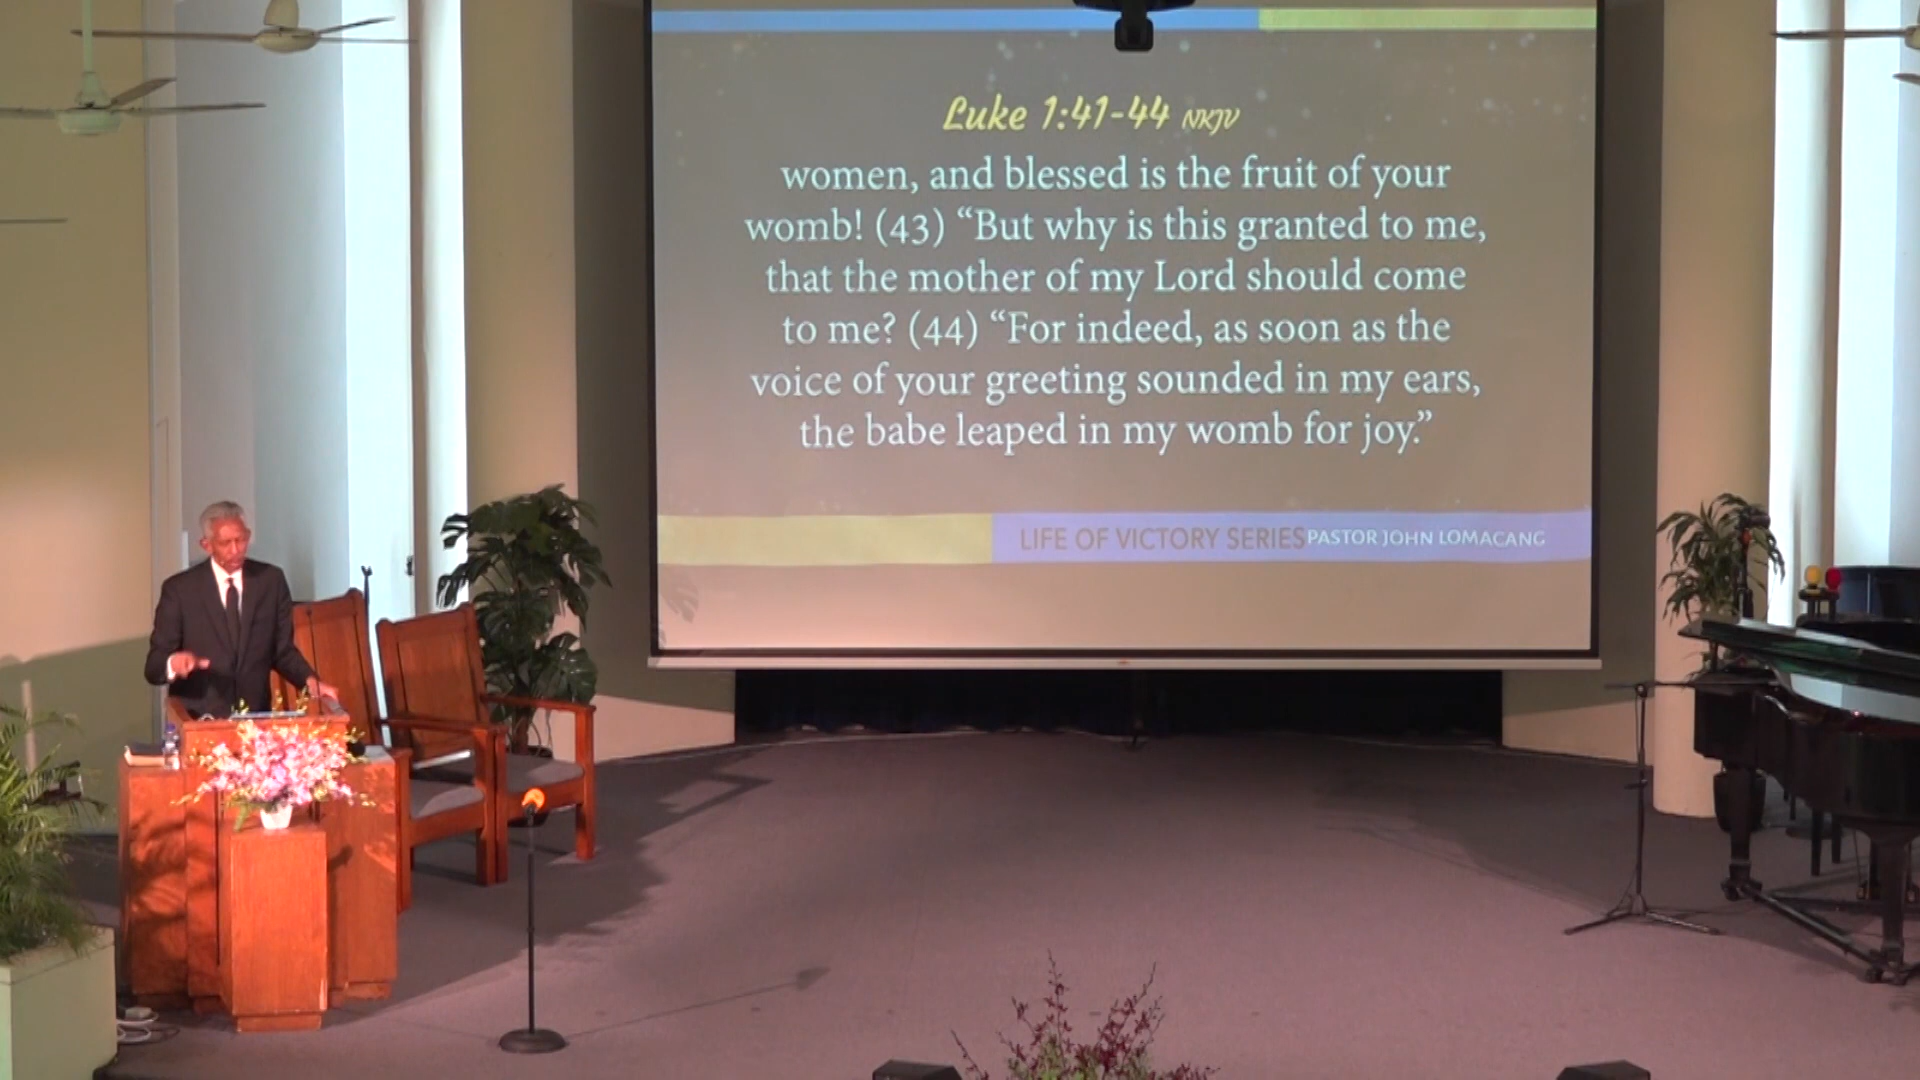 Luke 1:41-44 NKJV
women, and blessed is the fruit of your
womb! (43) “But why is this granted to me,
that the mother of my Lord should come
to me? (44) “For indeed, as soon as the
voice of your greeting sounded in my ears,
the babe leaped in my womb for joy.”
LIFE OF VICTORY SERIES PASTOR JOHN LOMACANG